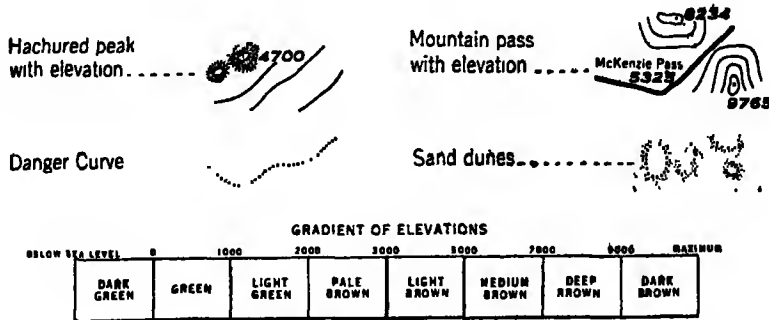 Hachured peak
with elevation
4700
Mountain pass
with elevation
6234
McKenzie Pass
5325
9765
Danger Curve
Sand dunes
GRADIENT OF ELEVATIONS
BELOW SEA LEVEL 0 1000 2000 3000 5000 7000 9000 MAXIMUM
DARK GREEN
GREEN
LIGHT GREEN
PALE BROWN
LIGHT BROWN
MEDIUM BROWN
DEEP BROWN
DARK BROWN